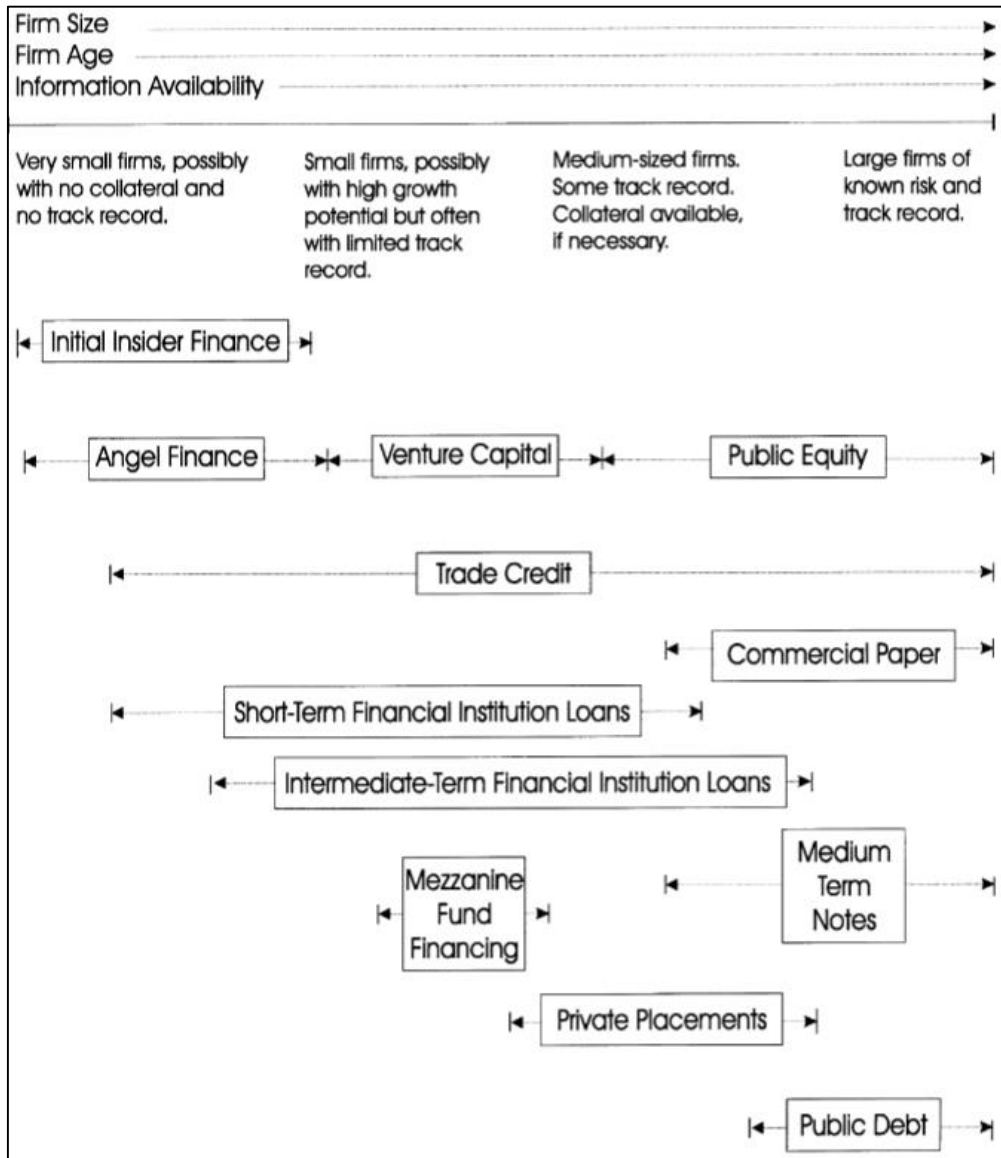 Firm Size
Firm Age
Information Availability
Very small firms, possibly
with no collateral and
no track record.
Small firms, possibly
with high growth
potential but often
with limited track
record.
Medium-sized firms.
Some track record.
Collateral available,
if necessary.
Large firms of
known risk and
track record.
Initial Insider Finance
Angel Finance
Venture Capital
Public Equity
Trade Credit
Commercial Paper
Short-Term Financial Institution Loans
Intermediate-Term Financial Institution Loans
Mezzanine
Fund
Financing
Medium
Term
Notes
Private Placements
Public Debt